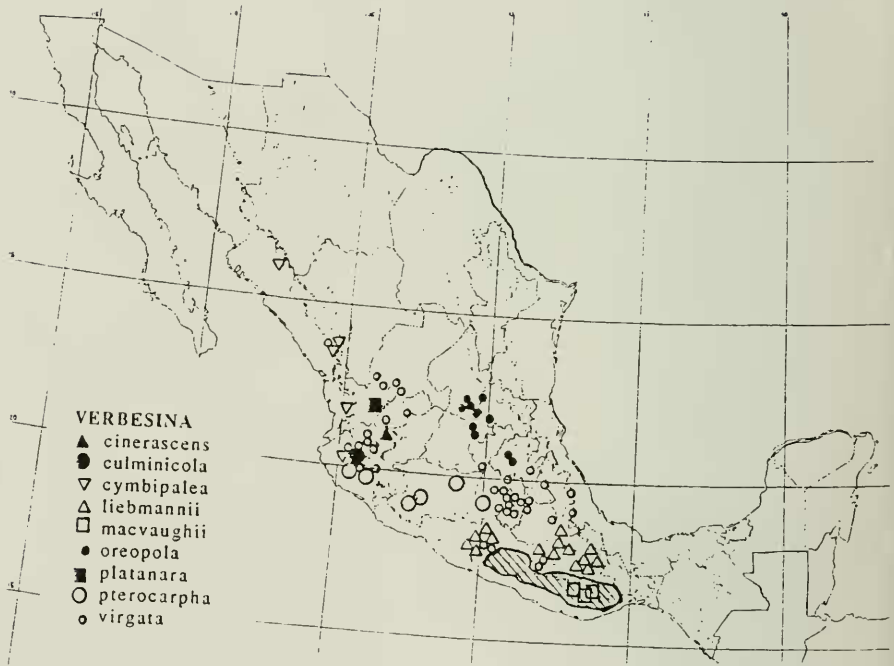 VERBESINA
cinerascens
culminicola
cymbipalea
liebmannii
macvaughii
oreopola
platanara
pterocarpha
virgata